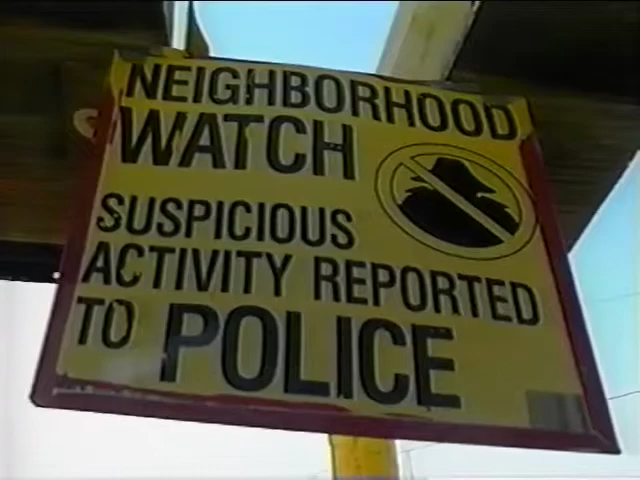 NEIGHBORHOOD
WATCH
SUSPICIOUS
ACTIVITY REPORTED
TO POLICE